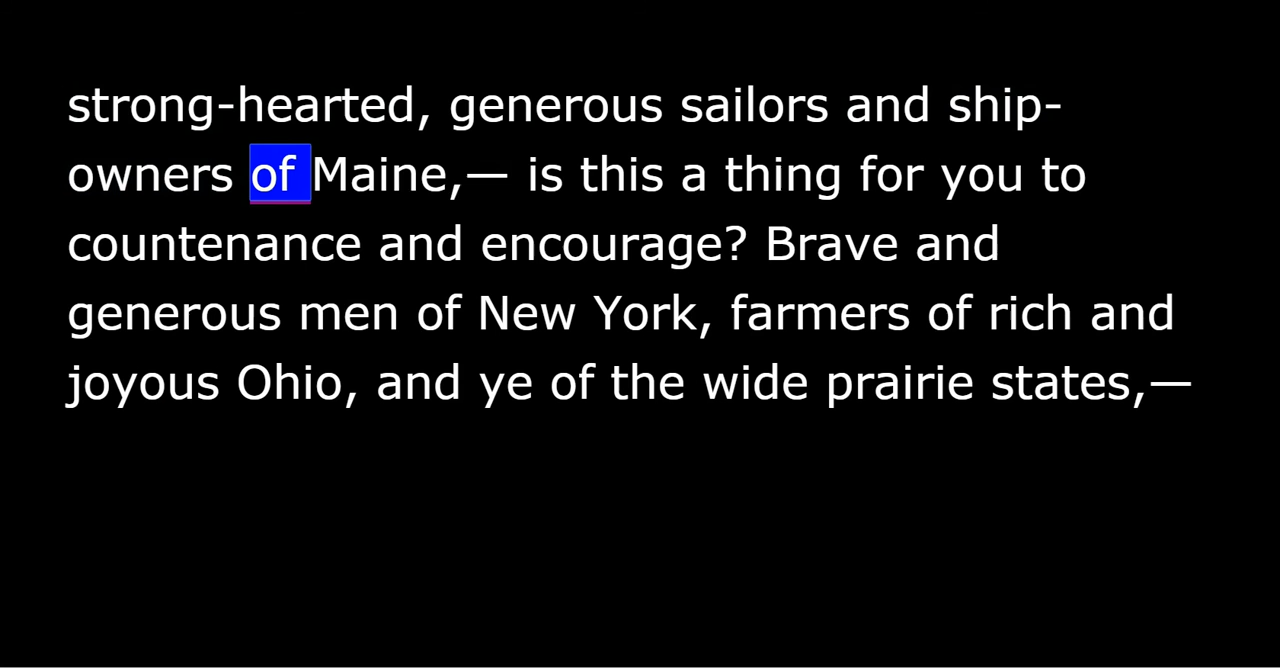 strong-hearted, generous sailors and ship-
owners of Maine,— is this a thing for you to
countenance and encourage? Brave and
generous men of New York, farmers of rich and
joyous Ohio, and ye of the wide prairie states,—